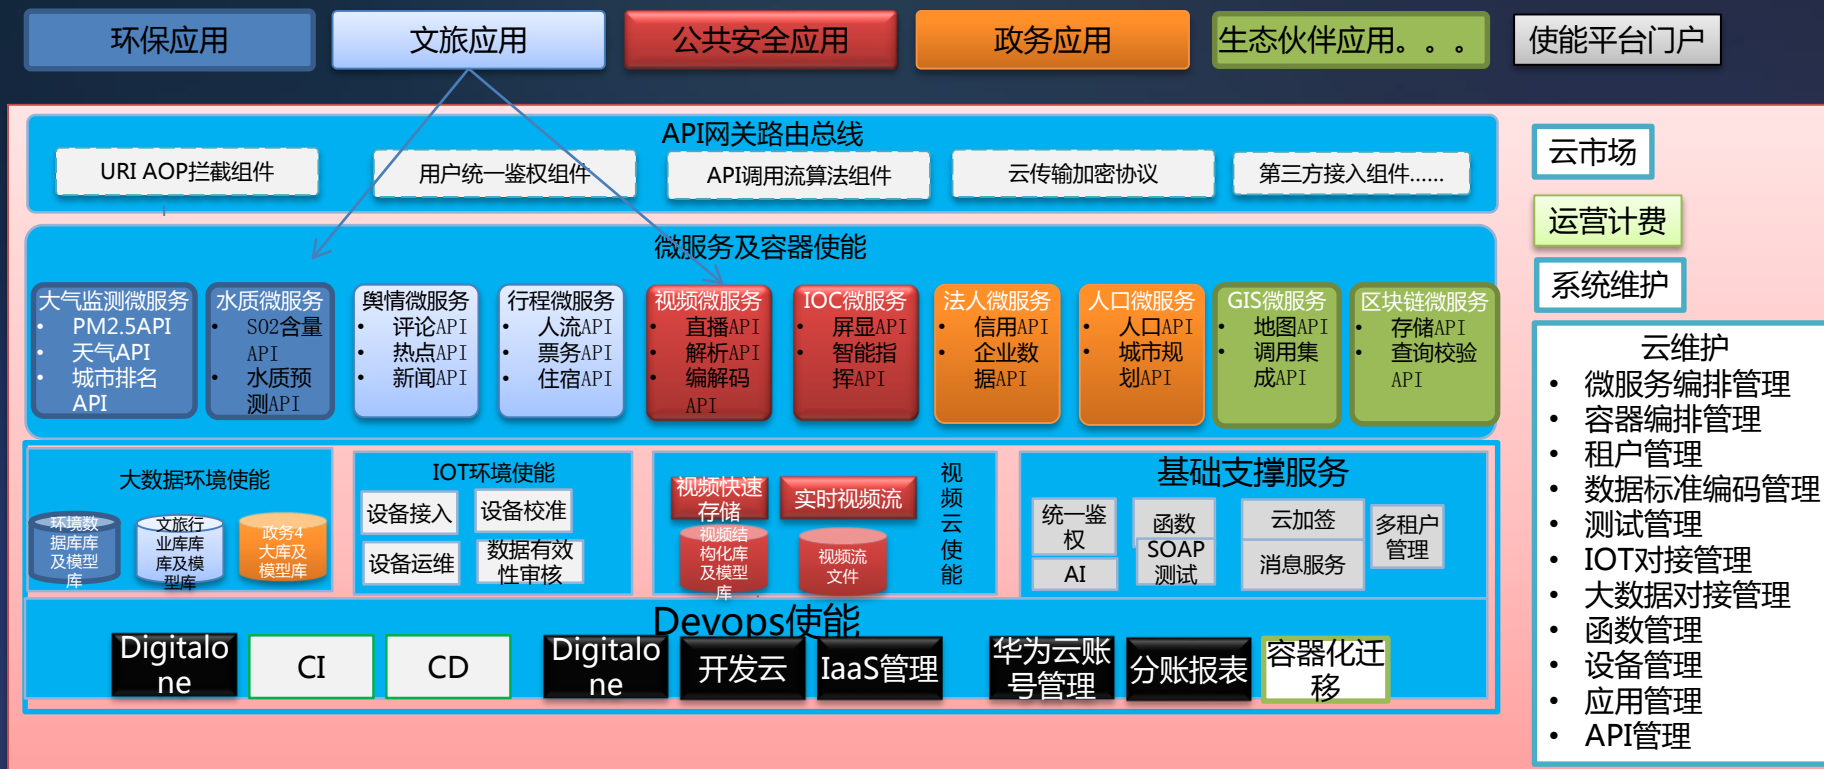 环保应用
文旅应用
公共安全应用
政务应用
生态伙伴应用。。。
使能平台门户
API网关路由总线
URI AOP拦截组件
用户统一鉴权组件
API调用流算法组件
云传输加密协议
第三方接入组件......
微服务及容器使能
大气监测微服务
• PM2.5API
• 天气API
• 城市排名
API
水质微服务
• SO2含量
API
• 水质预
测API
舆情微服务
• 评论API
• 热点API
• 新闻API
行程微服务
• 人流API
• 票务API
• 住宿API
视频微服务
• 直播API
• 解析API
• 编解码
API
IOC微服务
• 屏显API
• 智能指
挥API
法人微服务
• 信用API
• 企业数
据API
人口微服务
• 人口API
• 城市规
划API
GIS微服务
• 地图API
• 调用集
成API
区块链微服务
• 存储API
• 查询校验
API
大数据环境使能
环境数
据库库
及模型
库
文旅行
业库库
库及模
型库
政务4
大库及
模型库
IOT环境使能
设备接入
设备校准
设备运维
数据有效
性审核
视频快速
存储
实时视频流
视频结
构化库
及模型
库
视频流
文件
视
频
云
使
能
基础支撑服务
统一鉴
权
AI
函数
SOAP
测试
云加签
消息服务
多租户
管理
Devops使能
Digitalo
ne
CI
CD
Digitalo
ne
开发云
IaaS管理
华为云账
号管理
分账报表
容器化迁
移
云市场
运营计费
系统维护
云维护
• 微服务编排管理
• 容器编排管理
• 租户管理
• 数据标准编码管理
• 测试管理
• IOT对接管理
• 大数据对接管理
• 函数管理
• 设备管理
• 应用管理
• API管理